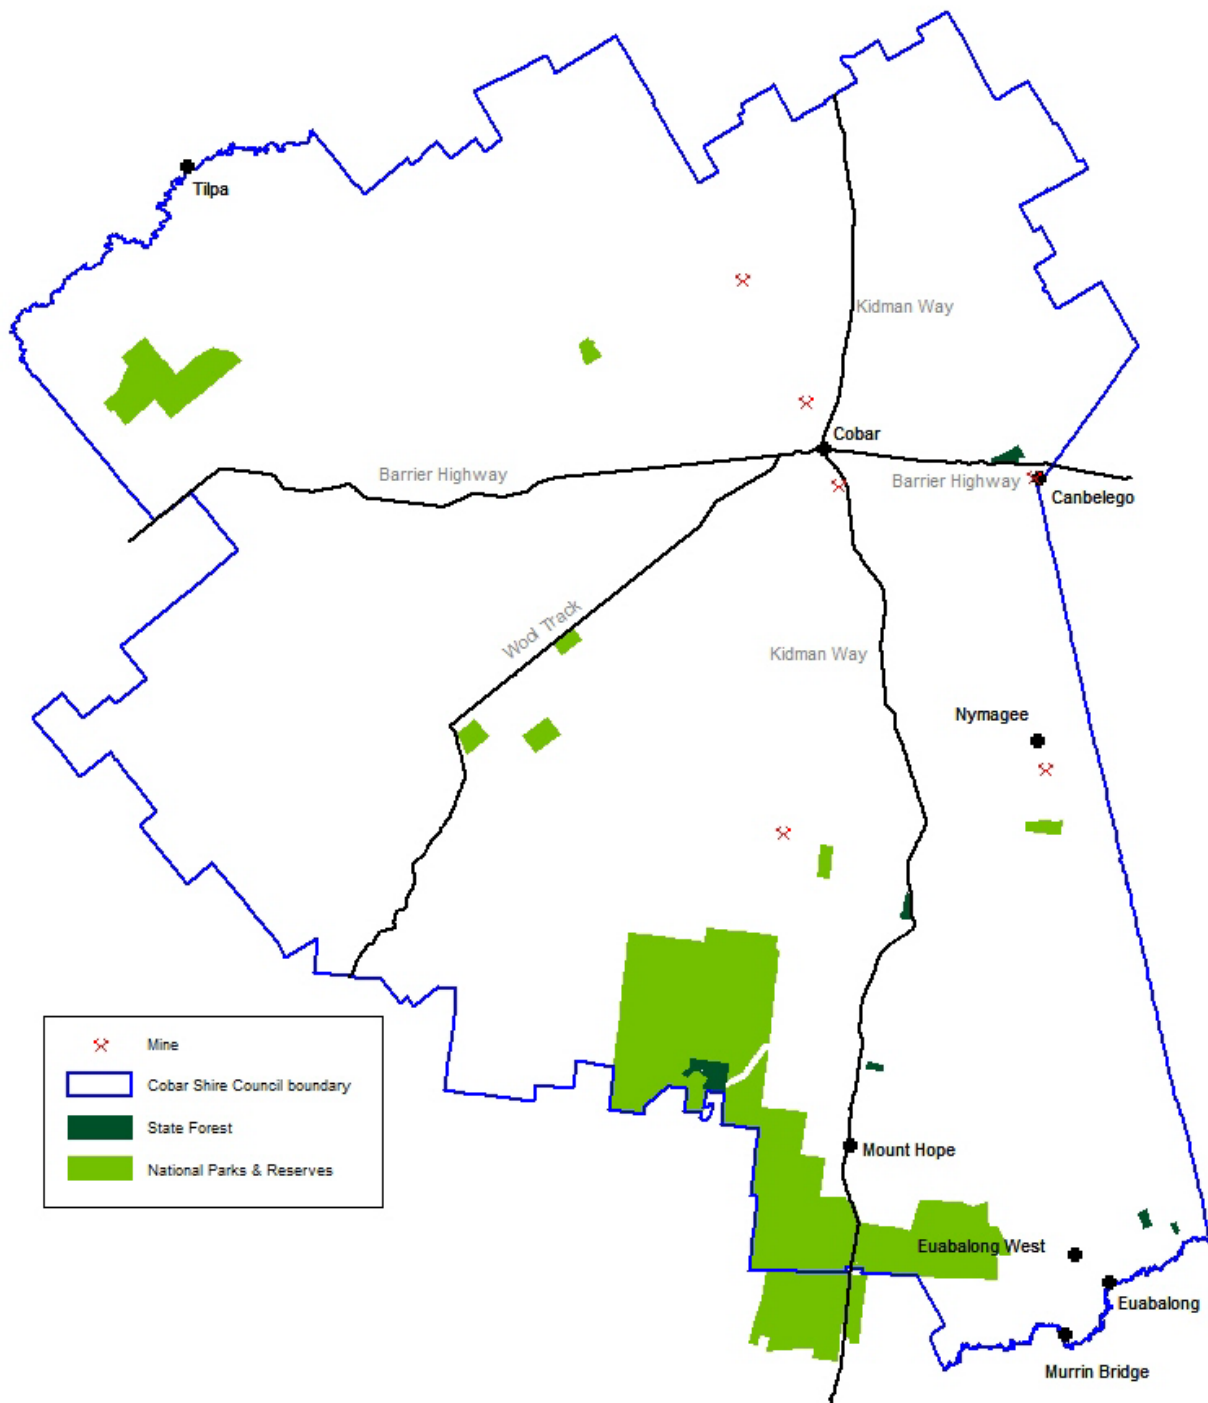 Tilpa
Kidman Way
Cobar
Barrier Highway
Barrier Highway
Canbelego
Wool Track
Kidman Way
Nymagee
Mine
Cobar Shire Council boundary
State Forest
National Parks & Reserves
Mount Hope
Euabalong West
Euabalong
Murrin Bridge